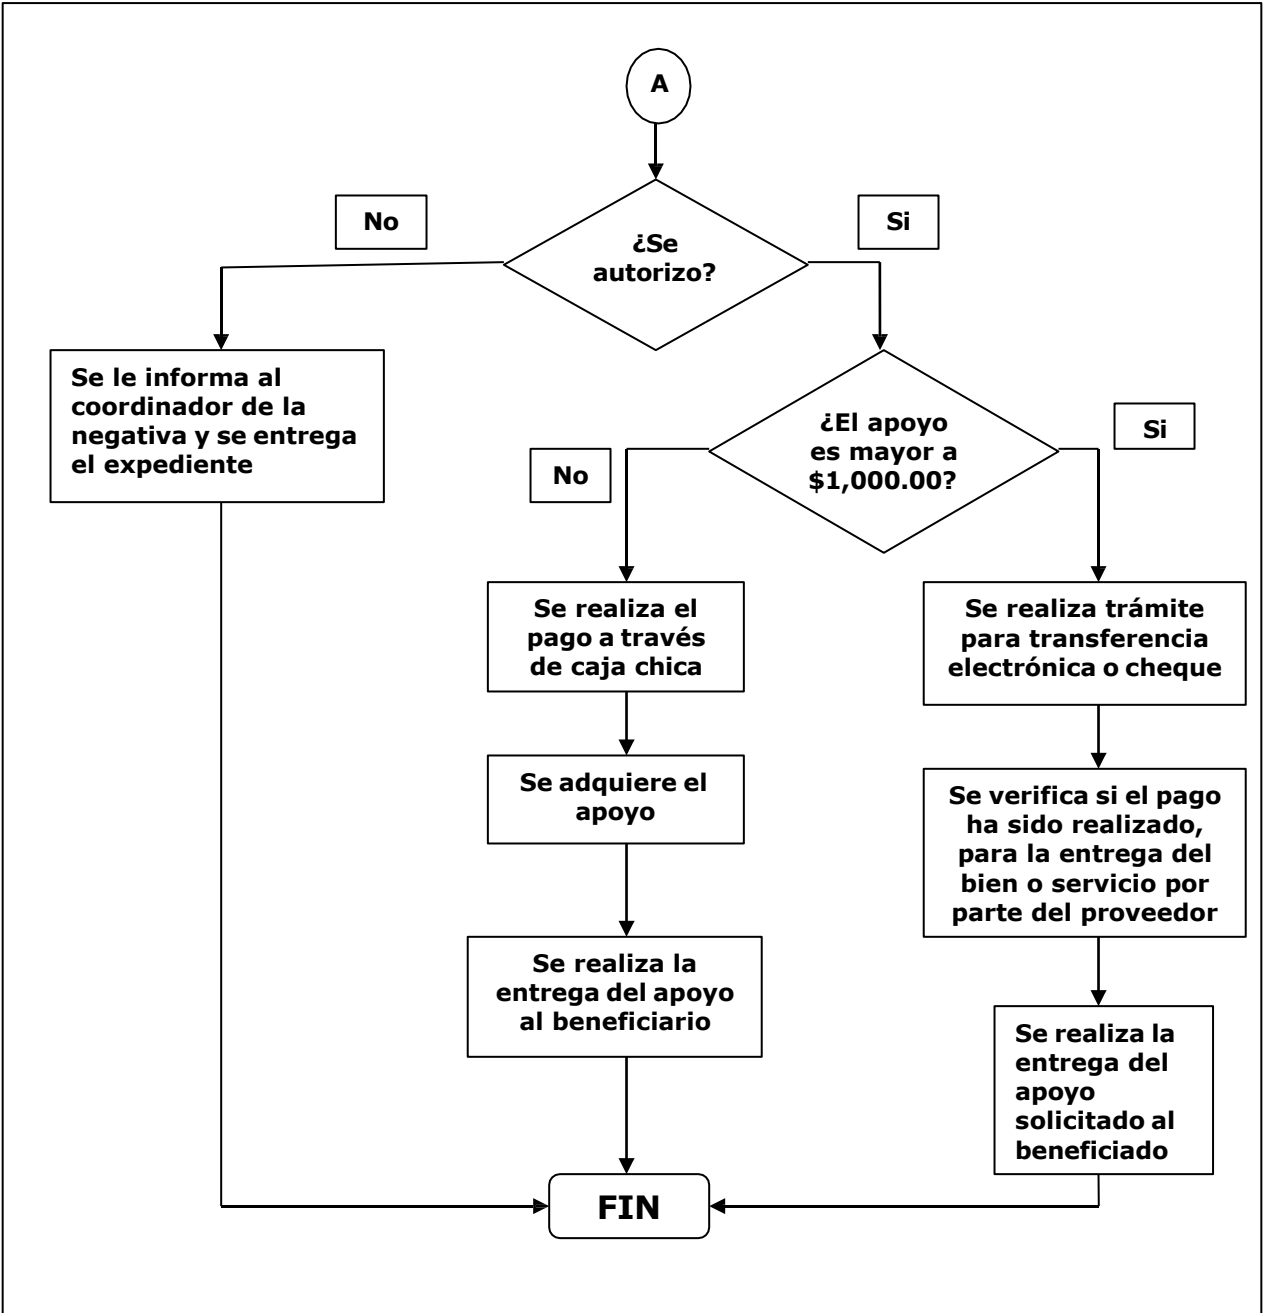 A
No
Si
¿Se
autorizo?
Se le informa al
coordinador de la
negativa y se entrega
el expediente
¿El apoyo
es mayor a
$1,000.00?
Si
No
Se realiza el
pago a través
de caja chica
Se realiza trámite
para transferencia
electrónica o cheque
Se adquiere el
apoyo
Se verifica si el pago
ha sido realizado,
para la entrega del
bien o servicio por
parte del proveedor
Se realiza la
entrega del apoyo
al beneficiario
Se realiza la
entrega del
apoyo
solicitado al
beneficiado
FIN